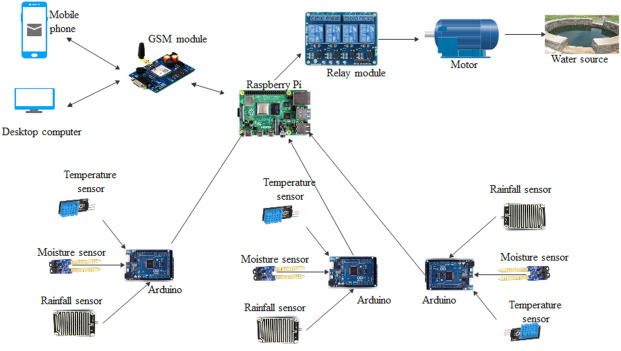 Mobile
phone
GSM module
Desktop computer
Raspberry Pi
Relay module
Motor
Water source
Temperature
sensor
Moisture sensor
Rainfall sensor
Arduino
Temperature
sensor
Moisture sensor
Rainfall sensor
Arduino
Rainfall sensor
Moisture sensor
Arduino
Temperature
sensor